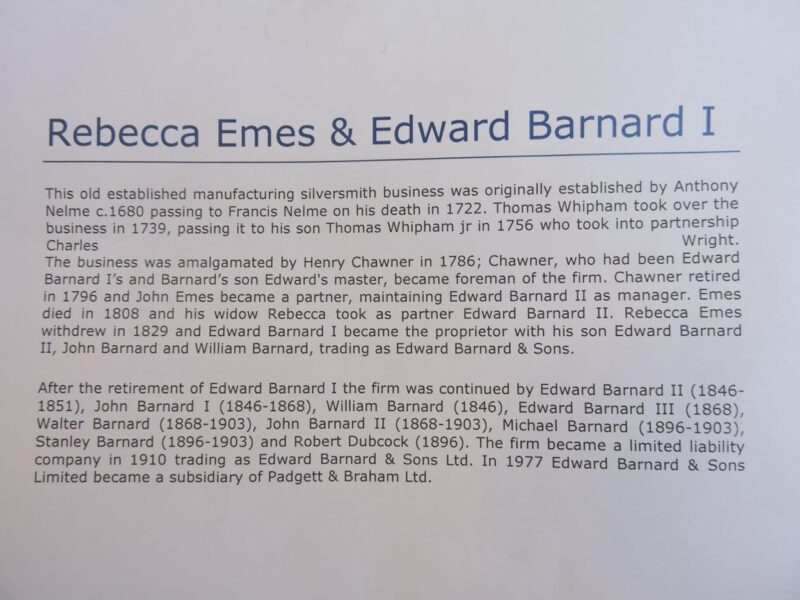 Rebecca Emes & Edward Barnard I
This old established manufacturing silversmith business was originally established by Anthony
Nelme c.1680 passing to Francis Nelme on his death in 1722. Thomas Whipham took over the
business in 1739, passing it to his son Thomas Whipham jr in 1756 who took into partnership
Charles Wright.
The business was amalgamated by Henry Chawner in 1786; Chawner, who had been Edward
Barnard I's and Barnard's son Edward's master, became foreman of the firm. Chawner retired
in 1796 and John Emes became a partner, maintaining Edward Barnard II as manager. Emes
died in 1808 and his widow Rebecca took as partner Edward Barnard II. Rebecca Emes
withdrew in 1829 and Edward Barnard I became the proprietor with his son Edward Barnard
II, John Barnard and William Barnard, trading as Edward Barnard & Sons.
After the retirement of Edward Barnard I the firm was continued by Edward Barnard II (1846-
1851), John Barnard I (1846-1868), William Barnard (1846), Edward Barnard III (1868),
Walter Barnard (1868-1903), John Barnard II (1868-1903), Michael Barnard (1896-1903),
Stanley Barnard (1896-1903) and Robert Dubcock (1896). The firm became a limited liability
company in 1910 trading as Edward Barnard & Sons Ltd. In 1977 Edward Barnard & Sons
Limited became a subsidiary of Padgett & Braham Ltd.